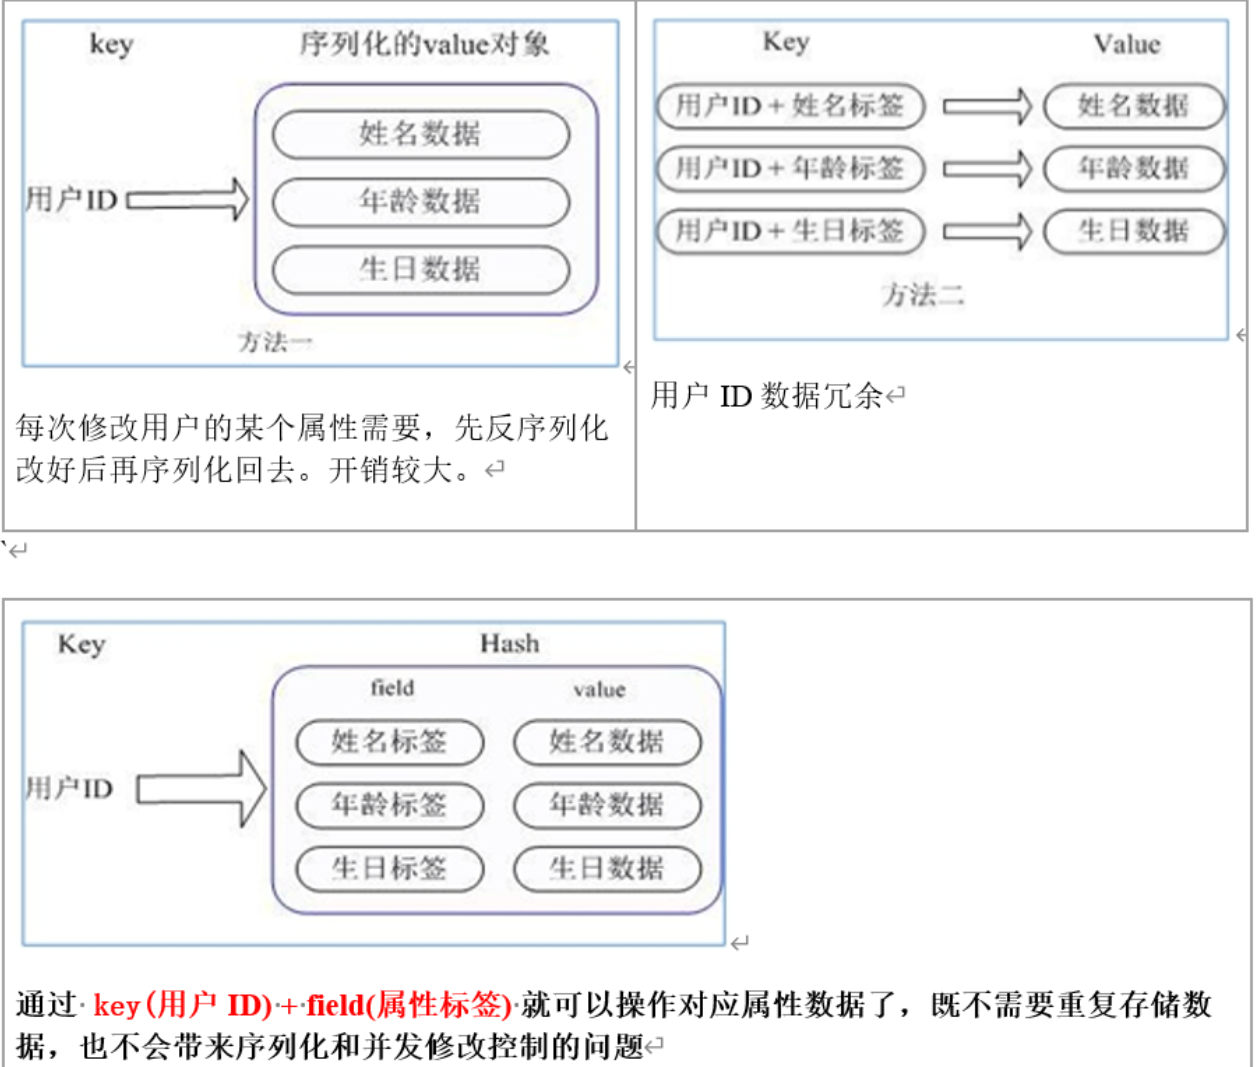 key 序列化的value对象
姓名数据
用户ID
年龄数据
生日数据
方法一
每次修改用户的某个属性需要，先反序列化
改好后再序列化回去。开销较大。
Key Value
用户ID + 姓名标签 姓名数据
用户ID + 年龄标签 年龄数据
用户ID + 生日标签 生日数据
方法二
用户 ID 数据冗余
`
Key Hash
field value
姓名标签 姓名数据
用户ID
年龄标签 年龄数据
生日标签 生日数据
通过 key(用户 ID) + field(属性标签) 就可以操作对应属性数据了，既不需要重复存储数
据，也不会带来序列化和并发修改控制的问题